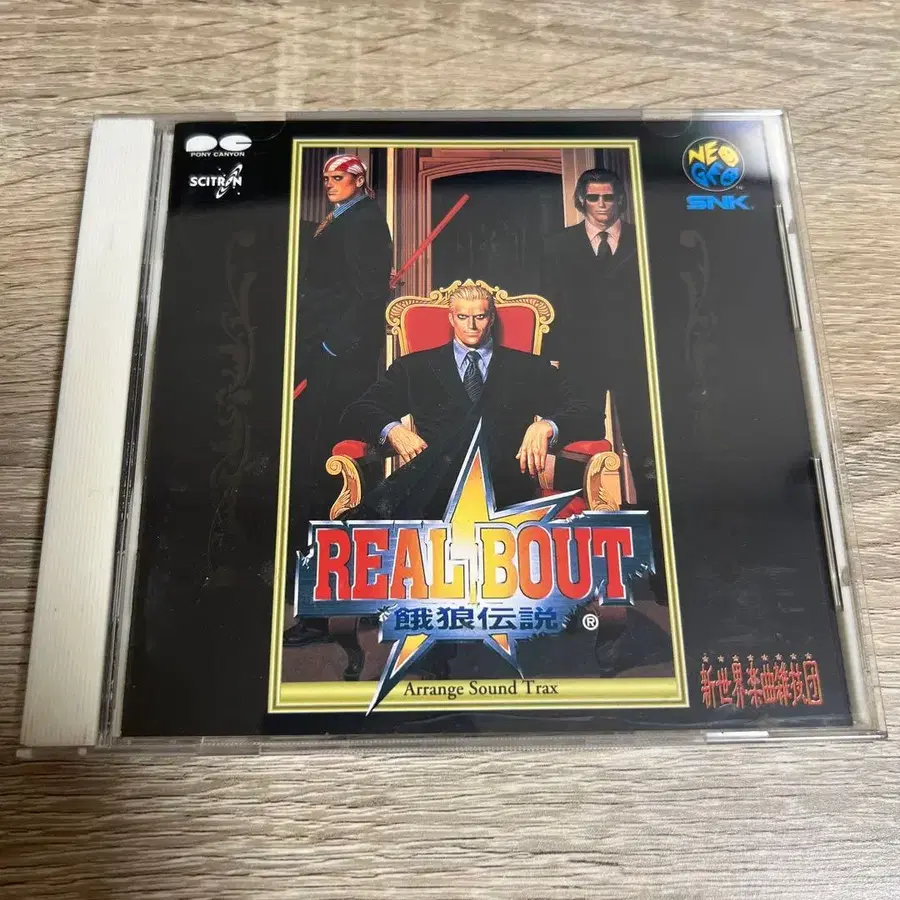 PC
PONY CANYON
SCITRON
NEO
GEO
SNK
REAL BOUT
餓狼伝説
®
Arrange Sound Trax
新世界楽曲雑技団